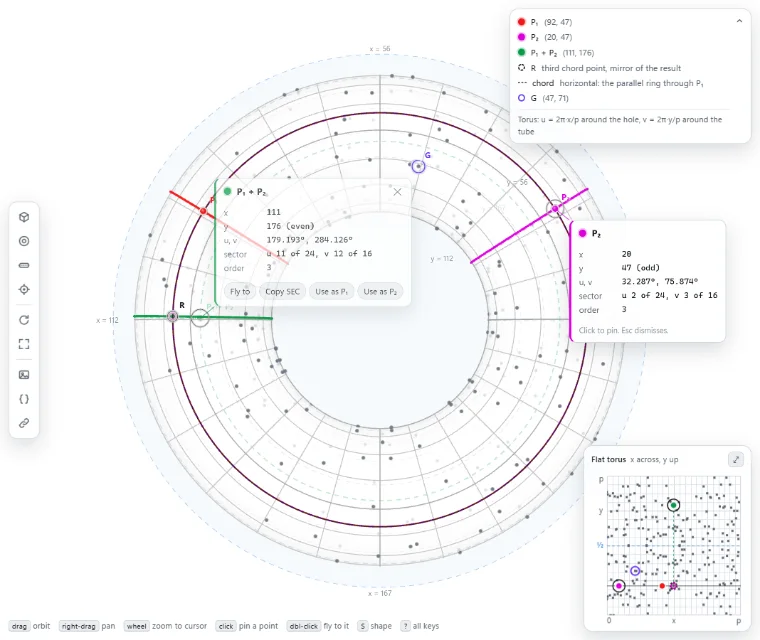 x = 56
P₁ (92, 47)
P₂ (20, 47)
P₁ + P₂ (111, 176)
R third chord point, mirror of the result
chord horizontal: the parallel ring through P₁
G (47, 71)
Torus: u = 2π·x/p around the hole, v = 2π·y/p around the
tube
G
y = 56
P₁ + P₂
x 111
y 176 (even)
u, v 179.193°, 284.126°
sector u 11 of 24, v 12 of 16
order 3
Fly to Copy SEC Use as P₁ Use as P₂
P₂
x 20
y 47 (odd)
u, v 32.287°, 75.874°
sector u 2 of 24, v 3 of 16
order 3
Click to pin. Esc dismisses.
y = 112
R
x = 112
Flat torus x across, y up
p
y
½
0 x p
x = 167
drag orbit right-drag pan wheel zoom to cursor click pin a point dbl-click fly to it S shape ? all keys